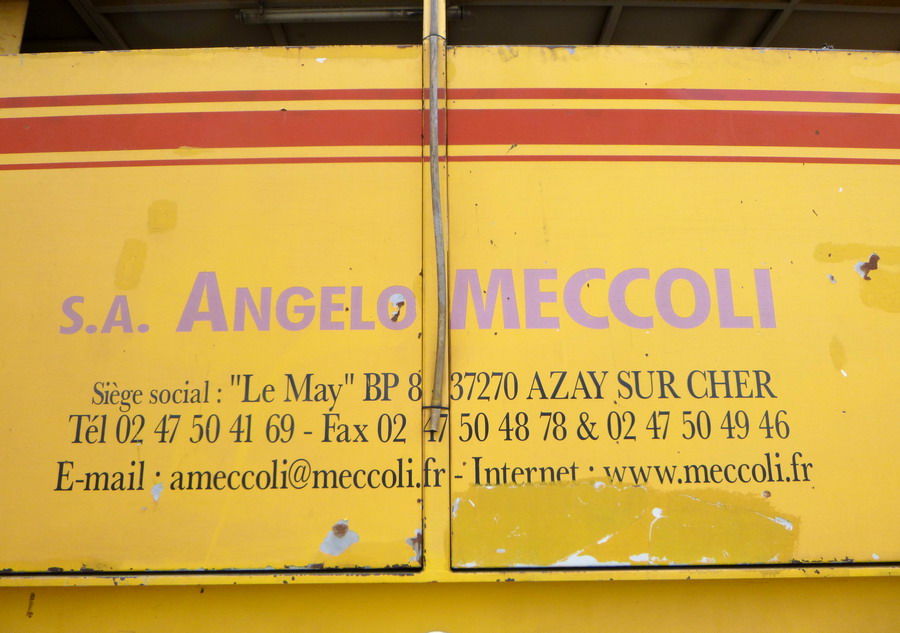 S.A. ANGELO MECCOLI
Siège social : "Le May" BP 8 37270 AZAY SUR CHER
Tél 02 47 50 41 69 - Fax 02 47 50 48 78 & 02 47 50 49 46
E-mail : ameccoli@meccoli.fr - Internet : www.meccoli.fr